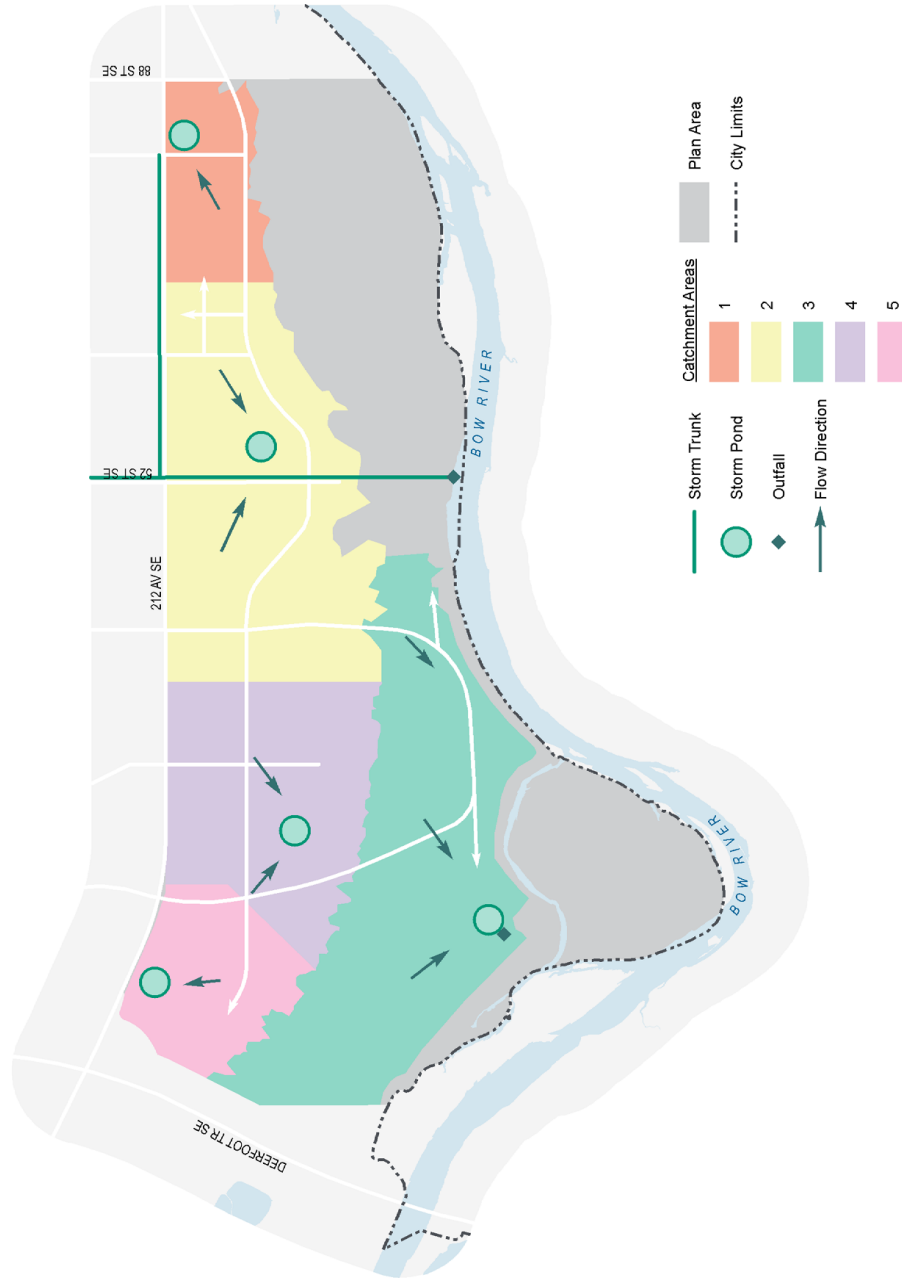 88 ST SE
52 ST SE
212 AV SE
DEERFOOT TR SE
BOW RIVER
BOW RIVER
Storm Trunk
Storm Pond
Outfall
Flow Direction
Catchment Areas
1
2
3
4
5
Plan Area
City Limits